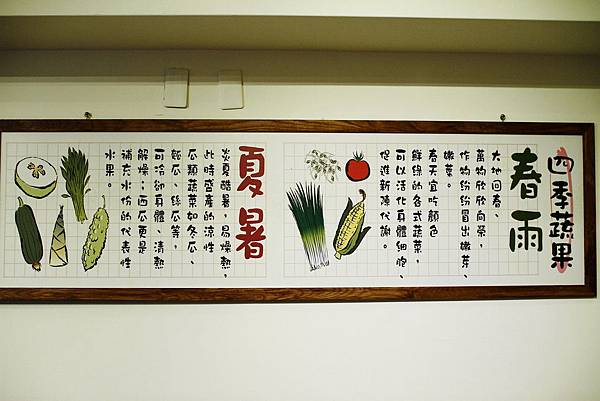 四季蔬果
春雨
大地回春、
萬物欣欣向榮，
作物紛紛冒出嫩芽、
嫩葉。
春天宜吃顏色
鮮綠的各式蔬菜，
可以活化身體細胞、
促進新陳代謝。
夏暑
炎夏酷暑，易燥熱，
此時盛產的涼性
瓜類蔬菜如冬瓜、
瓠瓜、絲瓜等，
可冷卻身體、清熱
解燥；西瓜更是
補充水份的代表性
水果。